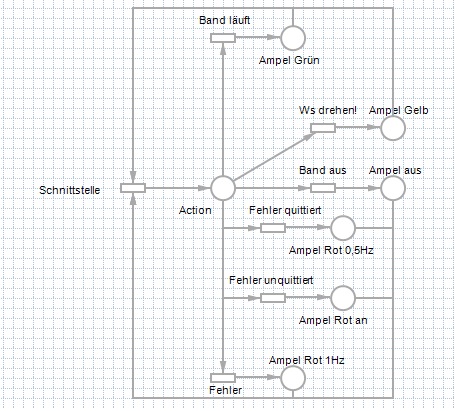 Band läuft
Ampel Grün
Ws drehen!
Ampel Gelb
Band aus
Ampel aus
Schnittstelle
Action
Fehler quittiert
Ampel Rot 0,5Hz
Fehler unquittiert
Ampel Rot an
Ampel Rot 1Hz
Fehler